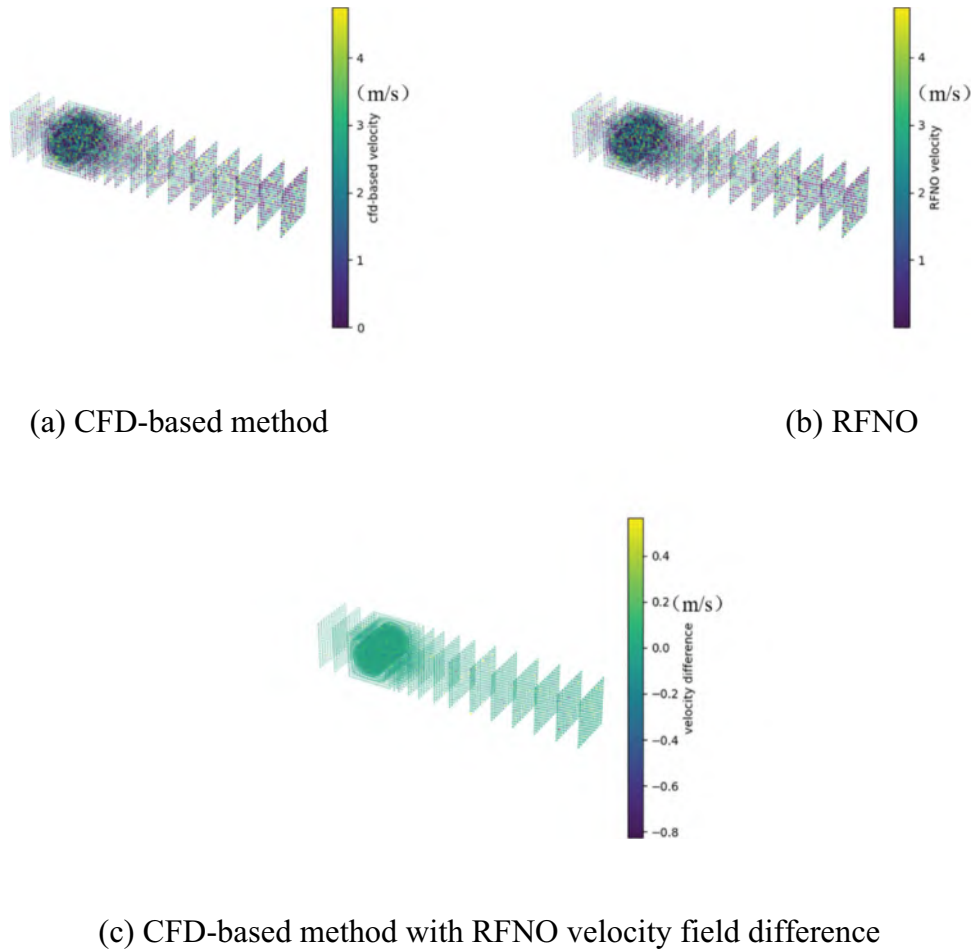 4
（m/s）
3
cfd-based velocity
2
1
0
(a) CFD-based method
4
（m/s）
3
RFNO velocity
2
1
(b) RFNO
0.4
0.2
（m/s）
0.0
velocity difference
−0.2
−0.4
−0.6
−0.8
(c) CFD-based method with RFNO velocity field difference